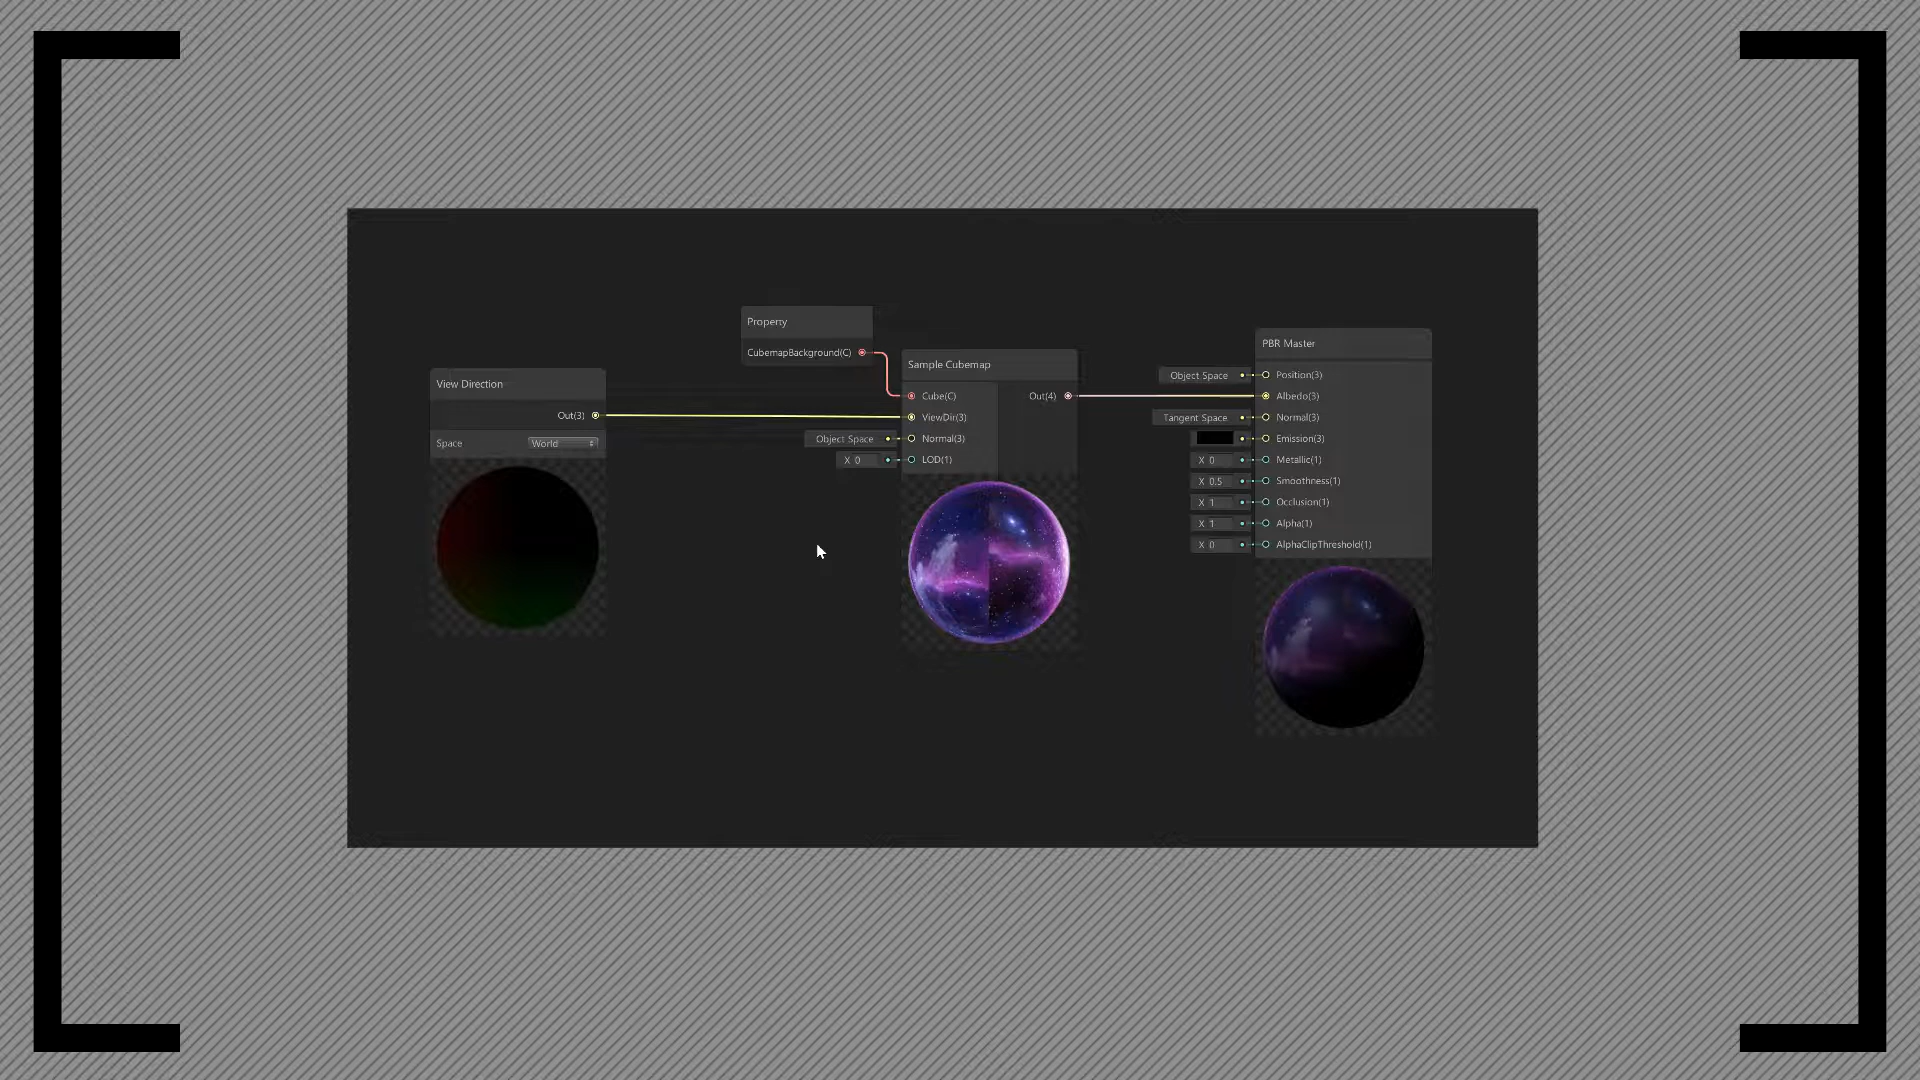 Property
CubemapBackground(C)
View Direction
Out(3)
Space
World
Sample Cubemap
Cube(C)
Out(4)
ViewDir(3)
Object Space
Normal(3)
X 0
LOD(1)
PBR Master
Object Space
Position(3)
Albedo(3)
Tangent Space
Normal(3)
Emission(3)
X 0
Metallic(1)
X 0.5
Smoothness(1)
X 1
Occlusion(1)
X 1
Alpha(1)
X 0
AlphaClipThreshold(1)